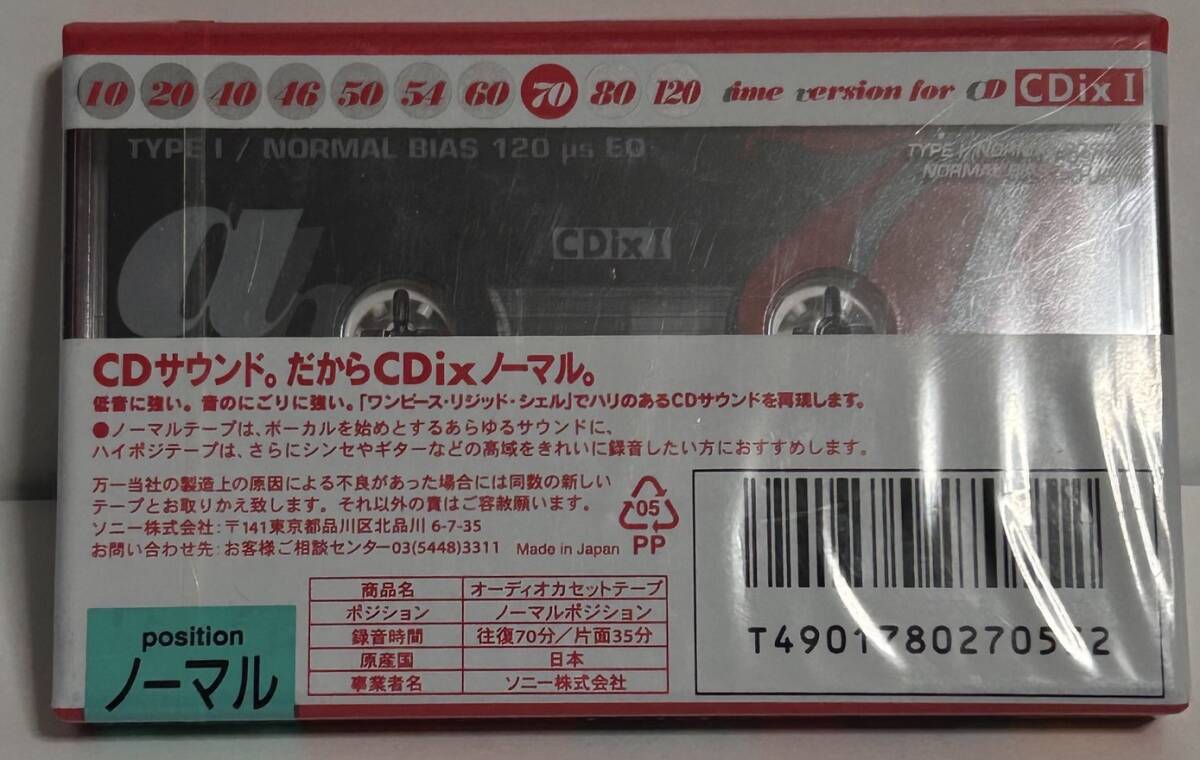 10 20 40 46 50 54 60 70 80 120 time version for CD CDix I
TYPE I / NORMAL BIAS 120 μs EQ
TYPE I / NORMAL
NORMAL BIAS
CDix I
CDサウンド。だからCDixノーマル。
低音に強い。音のにごりに強い。「ワンピース・リジッド・シェル」でハリのあるCDサウンドを再現します。
●ノーマルテープは、ボーカルを始めとするあらゆるサウンドに、
ハイポジテープは、さらにシンセやギターなどの高域をきれいに録音したい方におすすめします。
万一当社の製造上の原因による不良があった場合には同数の新しい
テープとお取りかえ致します。それ以外の責はご容赦願います。
ソニー株式会社:〒141東京都品川区北品川 6-7-35
お問い合わせ先:お客様ご相談センター03(5448)3311 Made in Japan
05
PP
商品名 オーディオカセットテープ
ポジション ノーマルポジション
録音時間 往復70分/片面35分
原産国 日本
事業者名 ソニー株式会社
position
ノーマル